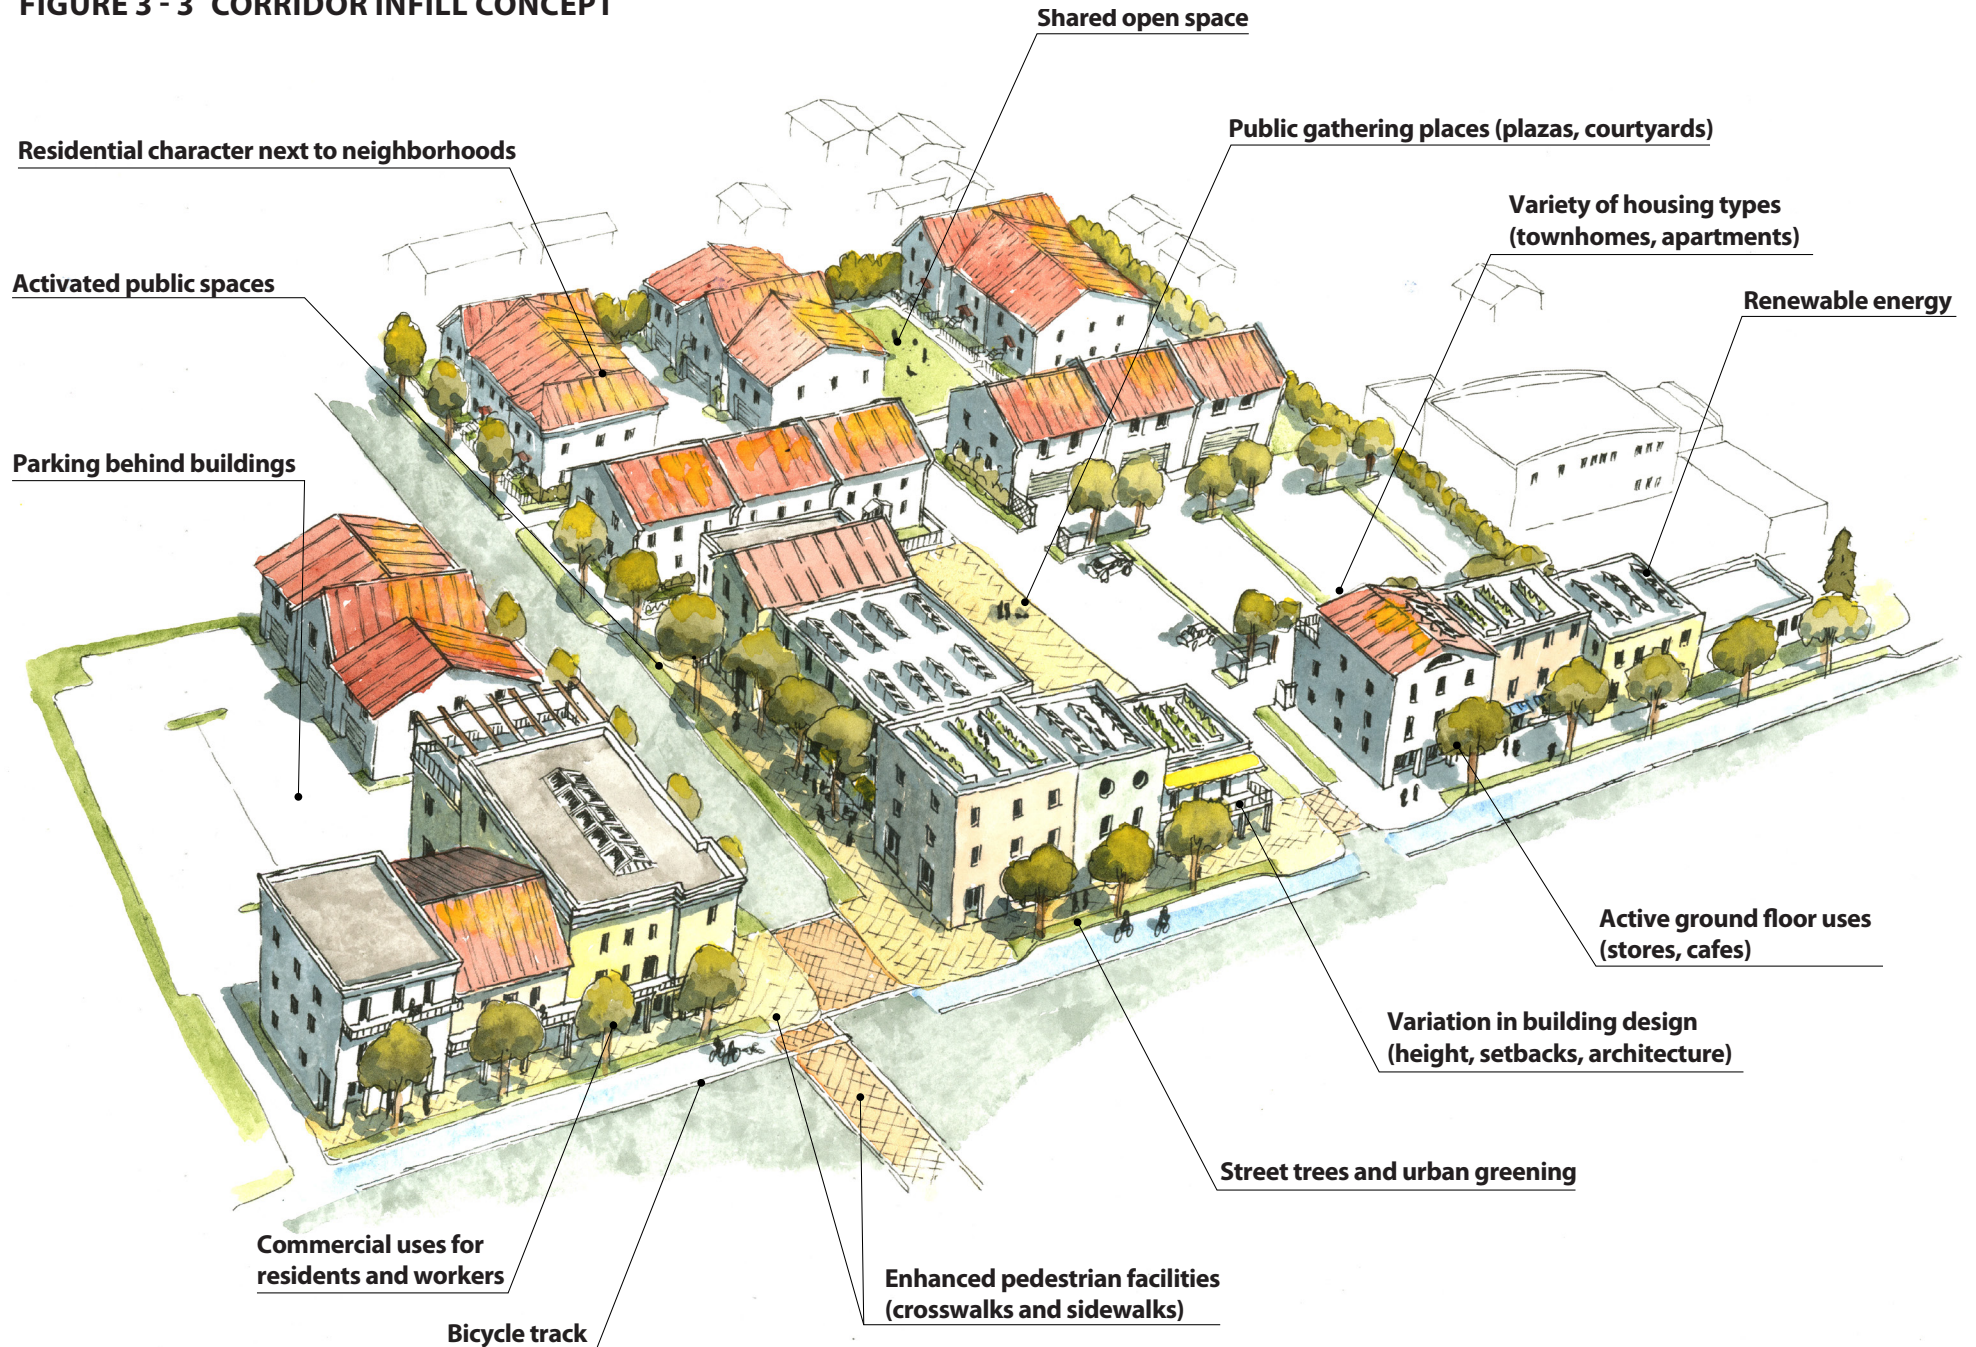 FIGURE 3 - 3 CORRIDOR INFILL CONCEPT
Shared open space
Residential character next to neighborhoods
Public gathering places (plazas, courtyards)
Variety of housing types
(townhomes, apartments)
Activated public spaces
Renewable energy
Parking behind buildings
Active ground floor uses
(stores, cafes)
Variation in building design
(height, setbacks, architecture)
Street trees and urban greening
Commercial uses for
residents and workers
Enhanced pedestrian facilities
(crosswalks and sidewalks)
Bicycle track